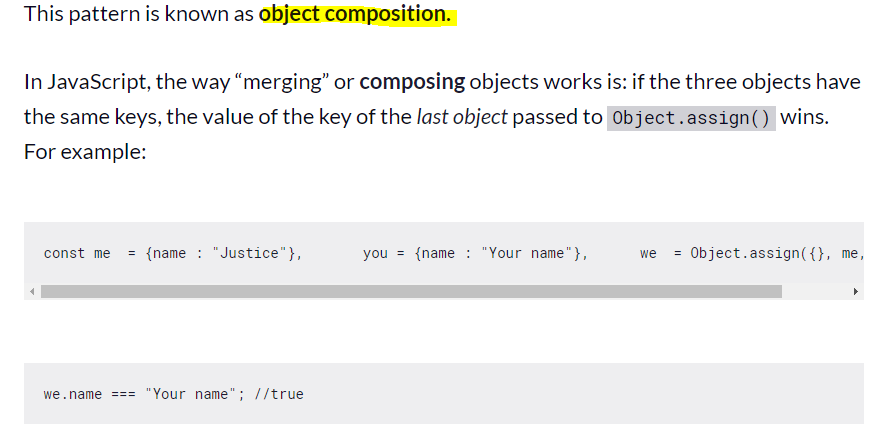 This pattern is known as object composition.
In JavaScript, the way “merging” or composing objects works is: if the three objects have
the same keys, the value of the key of the last object passed to Object.assign() wins.
For example:
const me  = {name : "Justice"},       you = {name : "Your name"},      we  = Object.assign({}, me,
we.name === "Your name"; //true